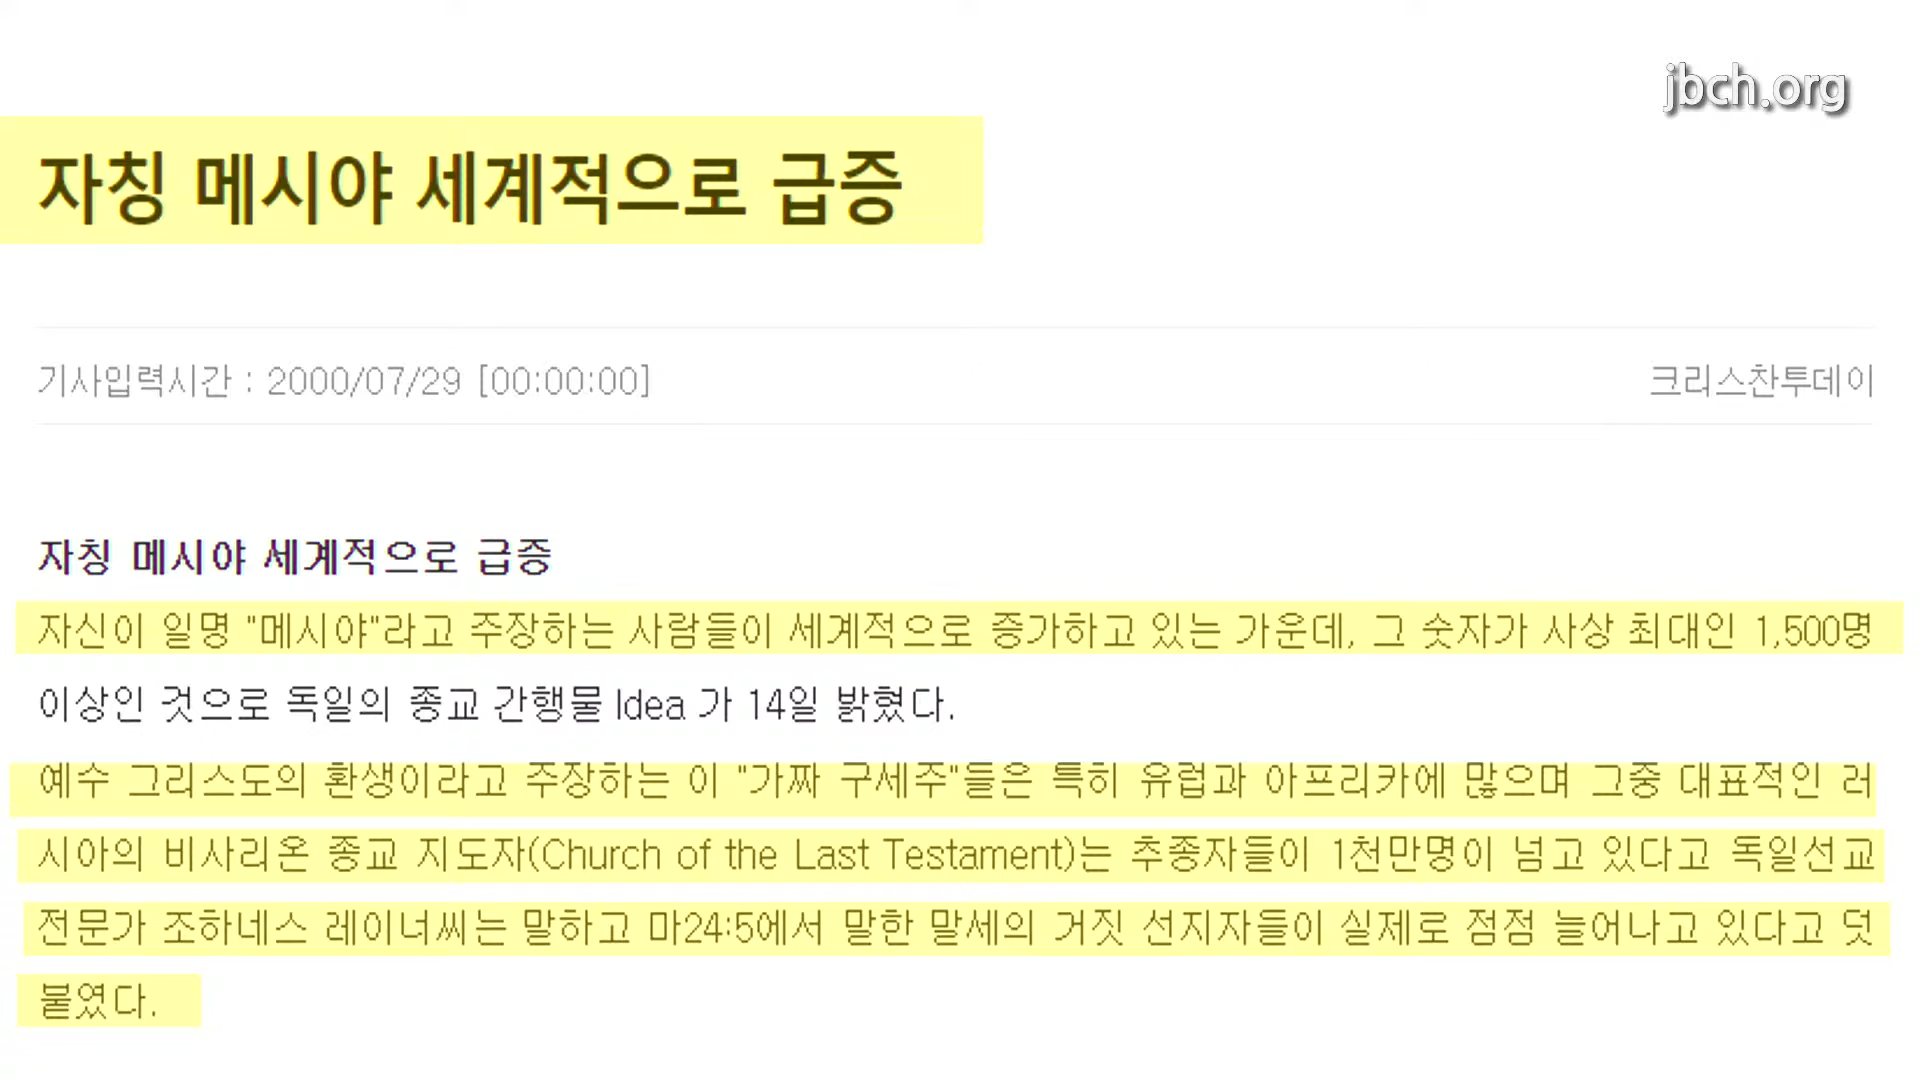 jbch.org
자칭 메시야 세계적으로 급증
기사입력시간 : 2000/07/29 [00:00:00]
크리스찬투데이
자칭 메시야 세계적으로 급증
자신이 일명 "메시야"라고 주장하는 사람들이 세계적으로 증가하고 있는 가운데, 그 숫자가 사상 최대인 1,500명
이상인 것으로 독일의 종교 간행물 Idea 가 14일 밝혔다.
예수 그리스도의 환생이라고 주장하는 이 "가짜 구세주"들은 특히 유럽과 아프리카에 많으며 그중 대표적인 러
시아의 비사리온 종교 지도자(Church of the Last Testament)는 추종자들이 1천만명이 넘고 있다고 독일선교
전문가 조하네스 레이너씨는 말하고 마24:5에서 말한 말세의 거짓 선지자들이 실제로 점점 늘어나고 있다고 덧
붙였다.